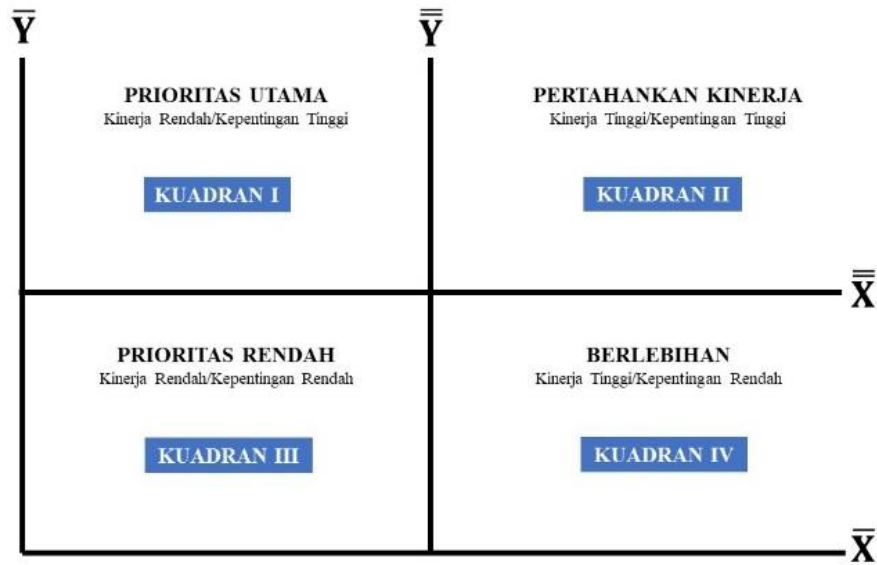 Y̅ Y̿
PRIORITAS UTAMA
Kinerja Rendah/Kepentingan Tinggi
KUADRAN I
PERTAHANKAN KINERJA
Kinerja Tinggi/Kepentingan Tinggi
KUADRAN II
X̿
PRIORITAS RENDAH
Kinerja Rendah/Kepentingan Rendah
KUADRAN III
BERLEBIHAN
Kinerja Tinggi/Kepentingan Rendah
KUADRAN IV
X̅